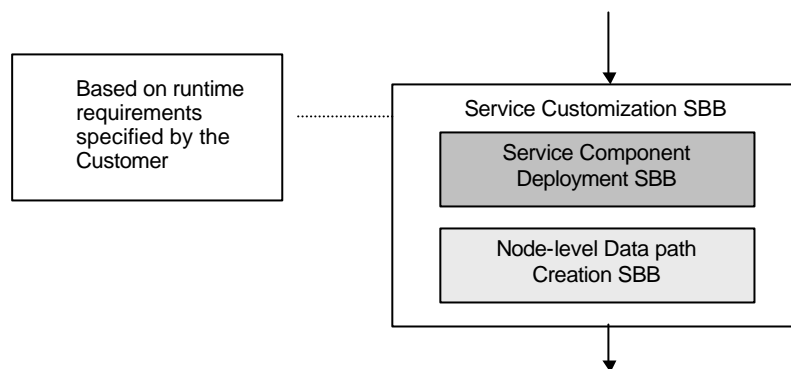 Based on runtime
requirements
specified by the
Customer
Service Customization SBB
Service Component
Deployment SBB
Node-level Data path
Creation SBB